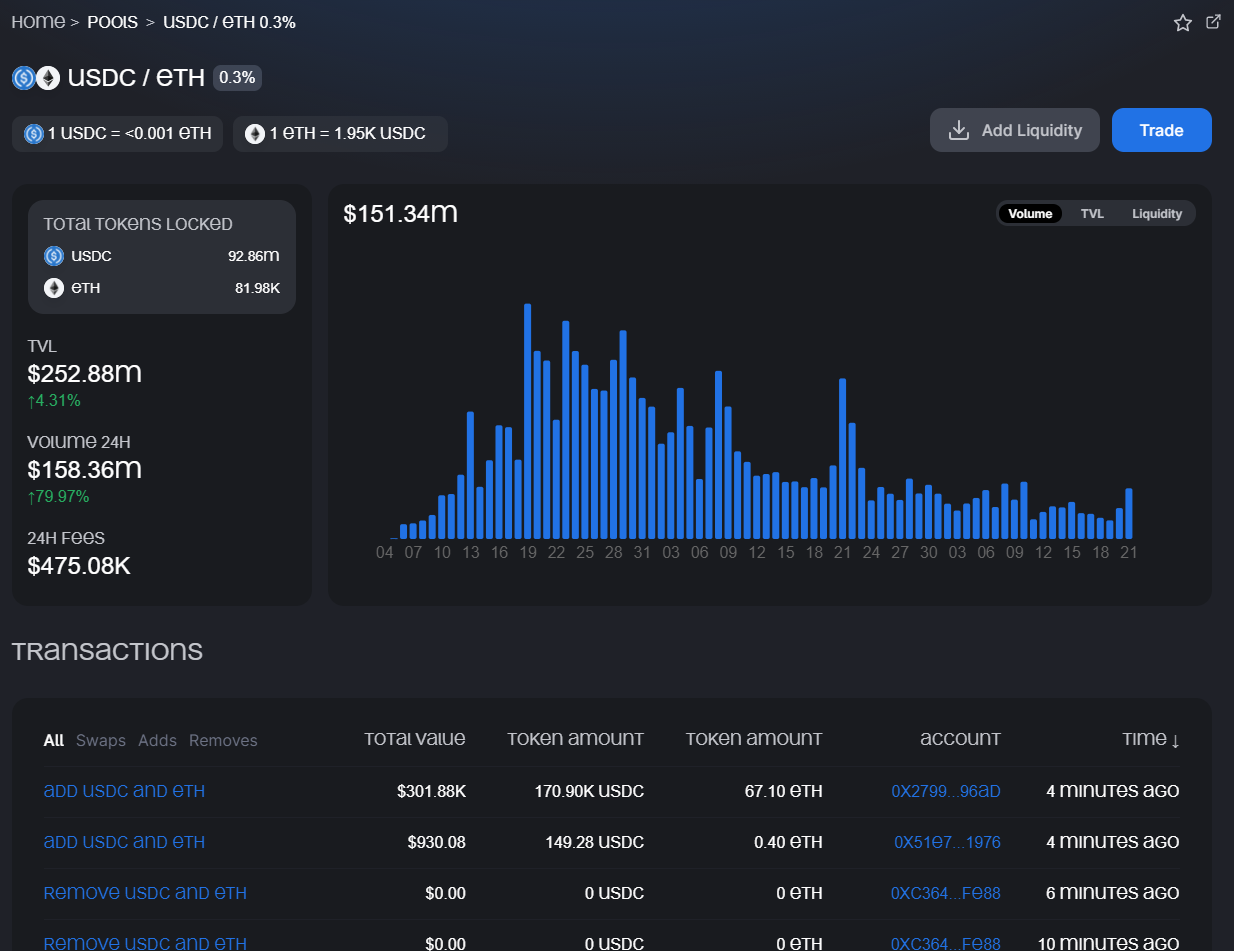 Home > Pools > USDC / ETH 0.3%
USDC / ETH 0.3%
1 USDC = <0.001 ETH
1 ETH = 1.95K USDC
Add Liquidity
Trade
Total Tokens Locked
USDC 92.86m
ETH 81.98K
TVL
$252.88m
↑4.31%
Volume 24H
$158.36m
↑79.97%
24H Fees
$475.08K
$151.34m
Volume TVL Liquidity
04 07 10 13 16 19 22 25 28 31 03 06 09 12 15 18 21 24 27 30 03 06 09 12 15 18 21
Transactions
All Swaps Adds Removes Total Value Token Amount Token Amount Account Time ↓
Add USDC and ETH $301.88K 170.90K USDC 67.10 ETH 0x2799...96aD 4 minutes ago
Add USDC and ETH $930.08 149.28 USDC 0.40 ETH 0x51e7...1976 4 minutes ago
Remove USDC and ETH $0.00 0 USDC 0 ETH 0xC364...FE88 6 minutes ago
Remove USDC and ETH $0.00 0 USDC 0 ETH 0xC364...FE88 10 minutes ago